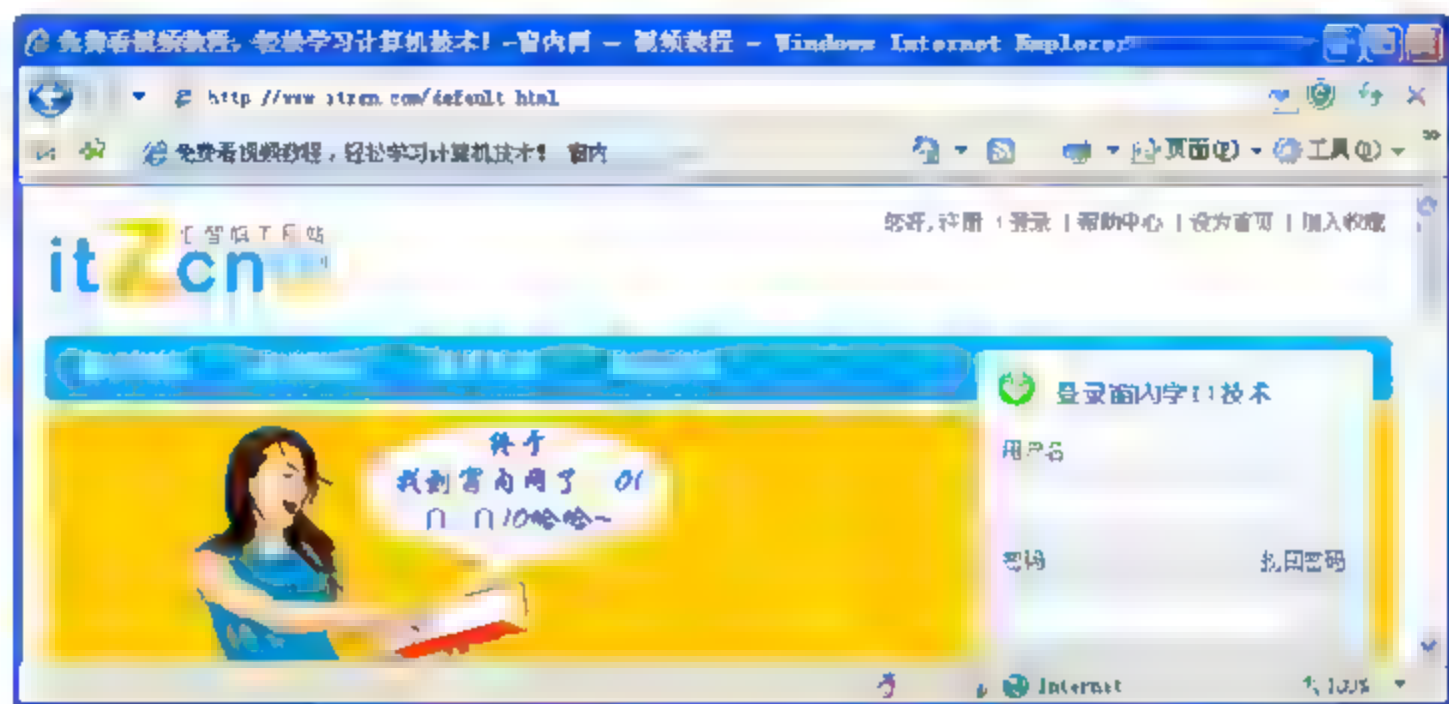 免费看视频教程，轻松学习计算机技术！-窗内网 - 视频教程 - Windows Internet Explorer
http://www.itzcn.com/default.html
免费看视频教程，轻松学习计算机技术！ 窗内
页面(P) 工具(O)
您好, 注册 | 登录 | 帮助中心 | 设为首页 | 加入收藏
itZcn
登录窗内学IT技术
终于
我到窗内网了
用户名
哈哈~
密码 找回密码
Internet 100%